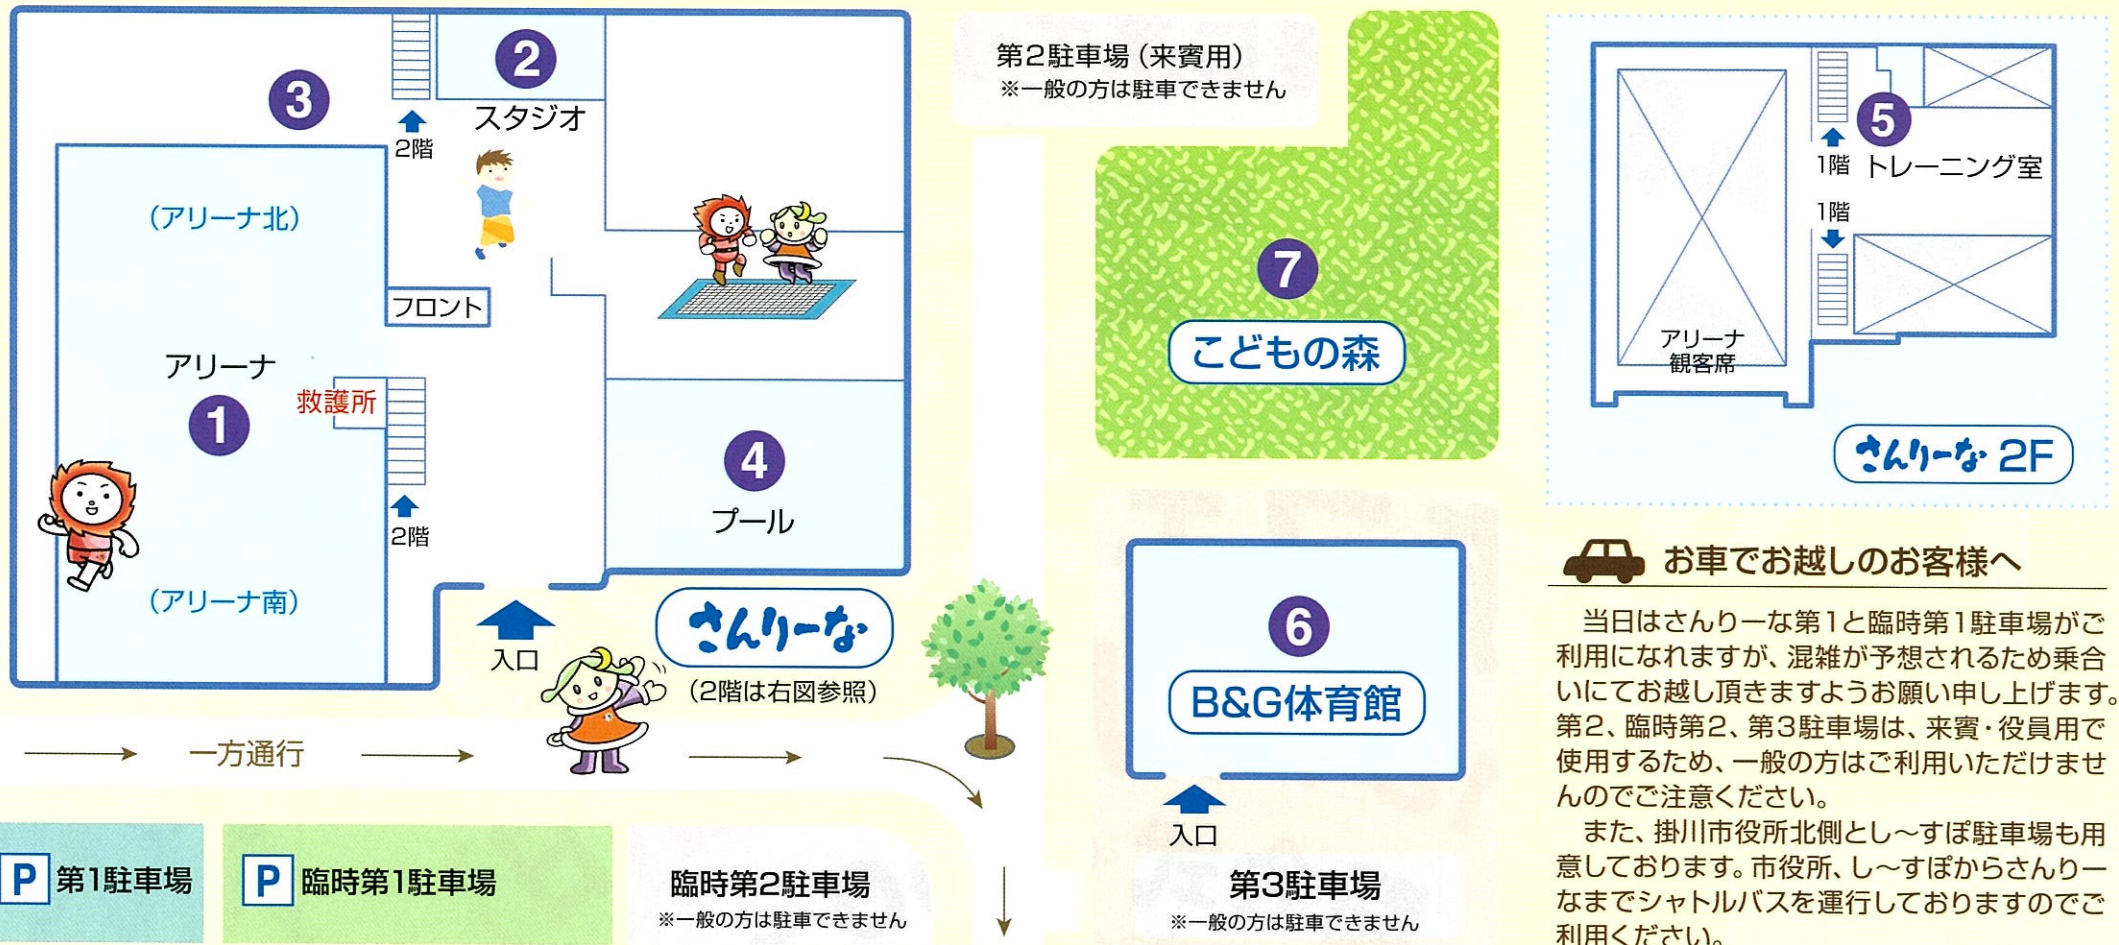 2
スタジオ
3
2階
(アリーナ北)
フロント
アリーナ
救護所
1
2階
(アリーナ南)
4
プール
入口
さんりーな
(2階は右図参照)
一方通行
P 第1駐車場
P 臨時第1駐車場
臨時第2駐車場
※一般の方は駐車できません
第2駐車場(来賓用)
※一般の方は駐車できません
7
こどもの森
6
B&G体育館
入口
第3駐車場
※一般の方は駐車できません
5
1階
トレーニング室
1階
アリーナ
観客席
さんりーな 2F
お車でお越しのお客様へ
当日はさんりーな第1と臨時第1駐車場がご
利用になれますが、混雑が予想されるため乗合
いにてお越し頂きますようお願い申し上げます。
第2、臨時第2、第3駐車場は、来賓・役員用で
使用するため、一般の方はご利用いただけませ
んのでご注意ください。
また、掛川市役所北側とし～すぽ駐車場も用
意しております。市役所、し～すぽからさんりー
なまでシャトルバスを運行しておりますのでご
利用ください。